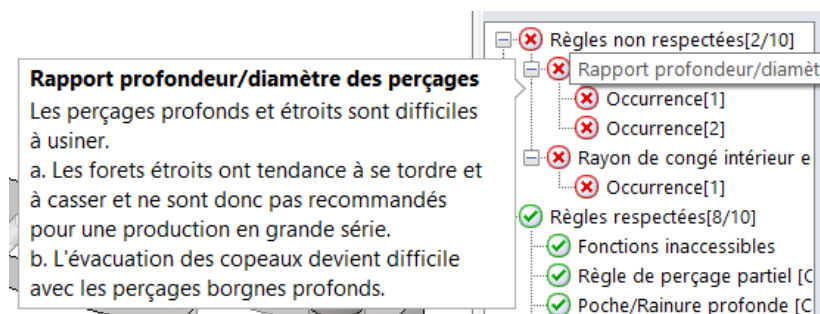 Règles non respectées[2/10]
Rapport profondeur/diamèt
Occurrence[1]
Occurrence[2]
Rayon de congé intérieur e
Occurrence[1]
Règles respectées[8/10]
Fonctions inaccessibles
Règle de perçage partiel [C
Poche/Rainure profonde [C
Rapport profondeur/diamètre des perçages
Les perçages profonds et étroits sont difficiles
à usiner.
a. Les forets étroits ont tendance à se tordre et
à casser et ne sont donc pas recommandés
pour une production en grande série.
b. L'évacuation des copeaux devient difficile
avec les perçages borgnes profonds.